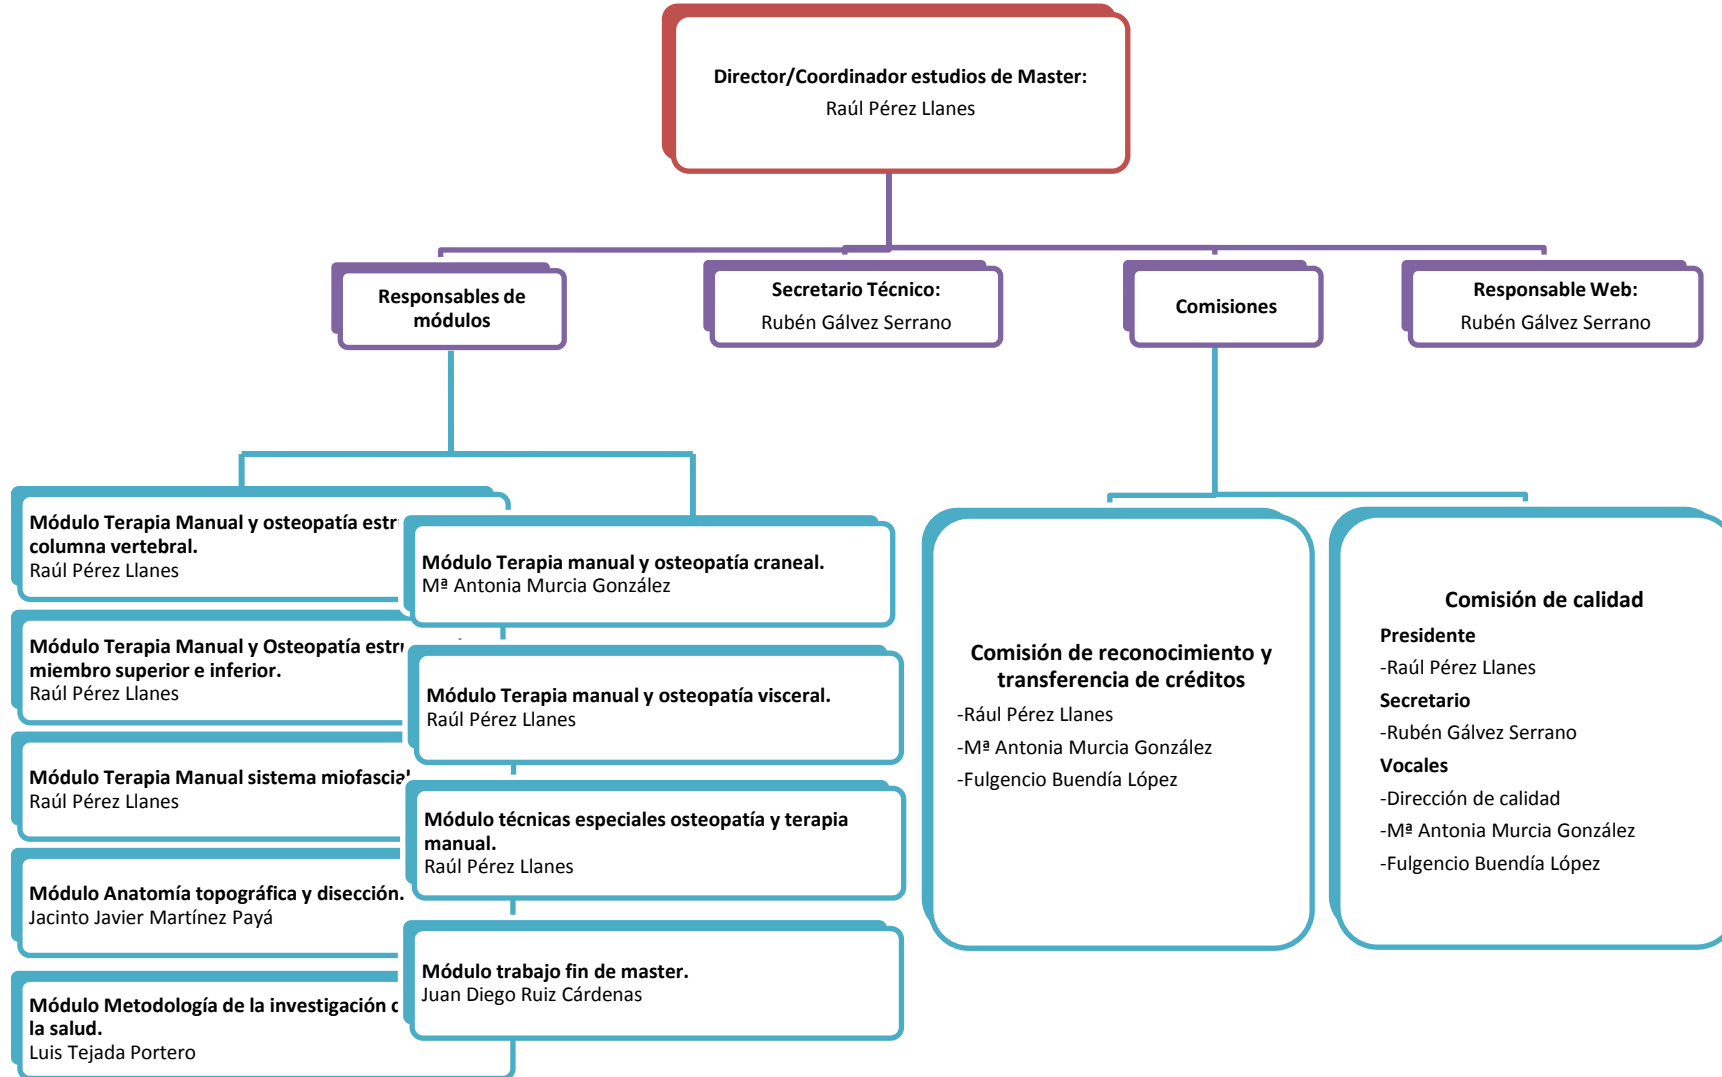 Director/Coordinador estudios de Master:
Raúl Pérez Llanes
Responsables de
módulos
Secretario Técnico:
Rubén Gálvez Serrano
Comisiones
Responsable Web:
Rubén Gálvez Serrano
Módulo Terapia Manual y osteopatía
columna vertebral.
Raúl Pérez Llanes
Módulo Terapia Manual y Osteopatía
miembro superior e inferior.
Raúl Pérez Llanes
Módulo Terapia Manual sistema miofascial
Raúl Pérez Llanes
Módulo Anatomía topográfica y disección.
Jacinto Javier Martínez Payá
Módulo Metodología de la investigación
la salud.
Luis Tejada Portero
Módulo Terapia manual y osteopatía craneal.
Mª Antonia Murcia González
Módulo Terapia manual y osteopatía visceral.
Raúl Pérez Llanes
Módulo técnicas especiales osteopatía y terapia
manual.
Raúl Pérez Llanes
Módulo trabajo fin de master.
Juan Diego Ruiz Cárdenas
Comisión de reconocimiento y
transferencia de créditos
-Rául Pérez Llanes
-Mª Antonia Murcia González
-Fulgencio Buendía López
Comisión de calidad
Presidente
-Raúl Pérez Llanes
Secretario
-Rubén Gálvez Serrano
Vocales
-Dirección de calidad
-Mª Antonia Murcia González
-Fulgencio Buendía López